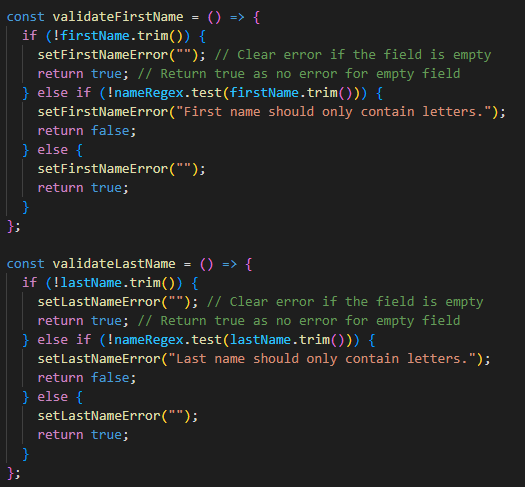 const validateFirstName = () => {
if (!firstName.trim()) {
setFirstNameError(""); // Clear error if the field is empty
return true; // Return true as no error for empty field
} else if (!nameRegex.test(firstName.trim())) {
setFirstNameError("First name should only contain letters.");
return false;
} else {
setFirstNameError("");
return true;
}
};
const validateLastName = () => {
if (!lastName.trim()) {
setLastNameError(""); // Clear error if the field is empty
return true; // Return true as no error for empty field
} else if (!nameRegex.test(lastName.trim())) {
setLastNameError("Last name should only contain letters.");
return false;
} else {
setLastNameError("");
return true;
}
};